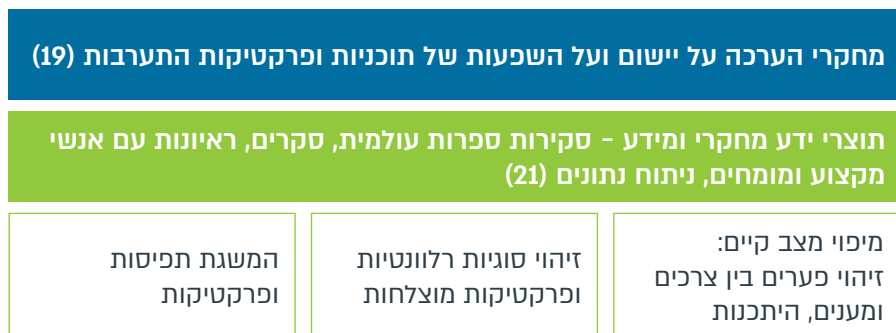 מחקרי הערכה על יישום ועל השפעות של תוכניות ופרקטיקות התערבות (19)
תוצרי ידע מחקרי ומידע - סקירות ספרות עולמית, סקרים, ראיונות עם אנשי
מקצוע ומומחים, ניתוח נתונים (21)
מיפוי מצב קיים:
זיהוי פערים בין צרכים
ומענים, היתכנות
זיהוי סוגיות רלוונטיות
ופרקטיקות מוצלחות
המשגת תפיסות
ופרקטיקות